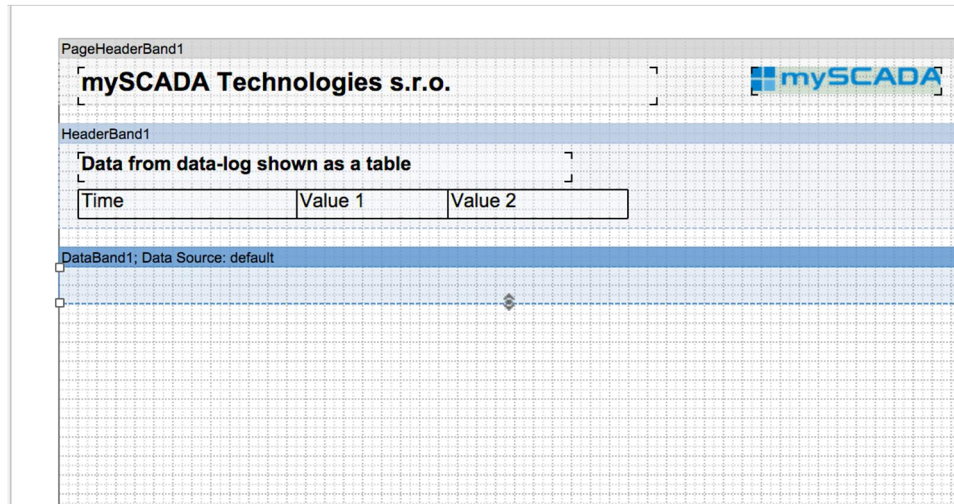 PageHeaderBand1
mySCADA Technologies s.r.o.
mySCADA
HeaderBand1
Data from data-log shown as a table
Time Value 1 Value 2
DataBand1; Data Source: default